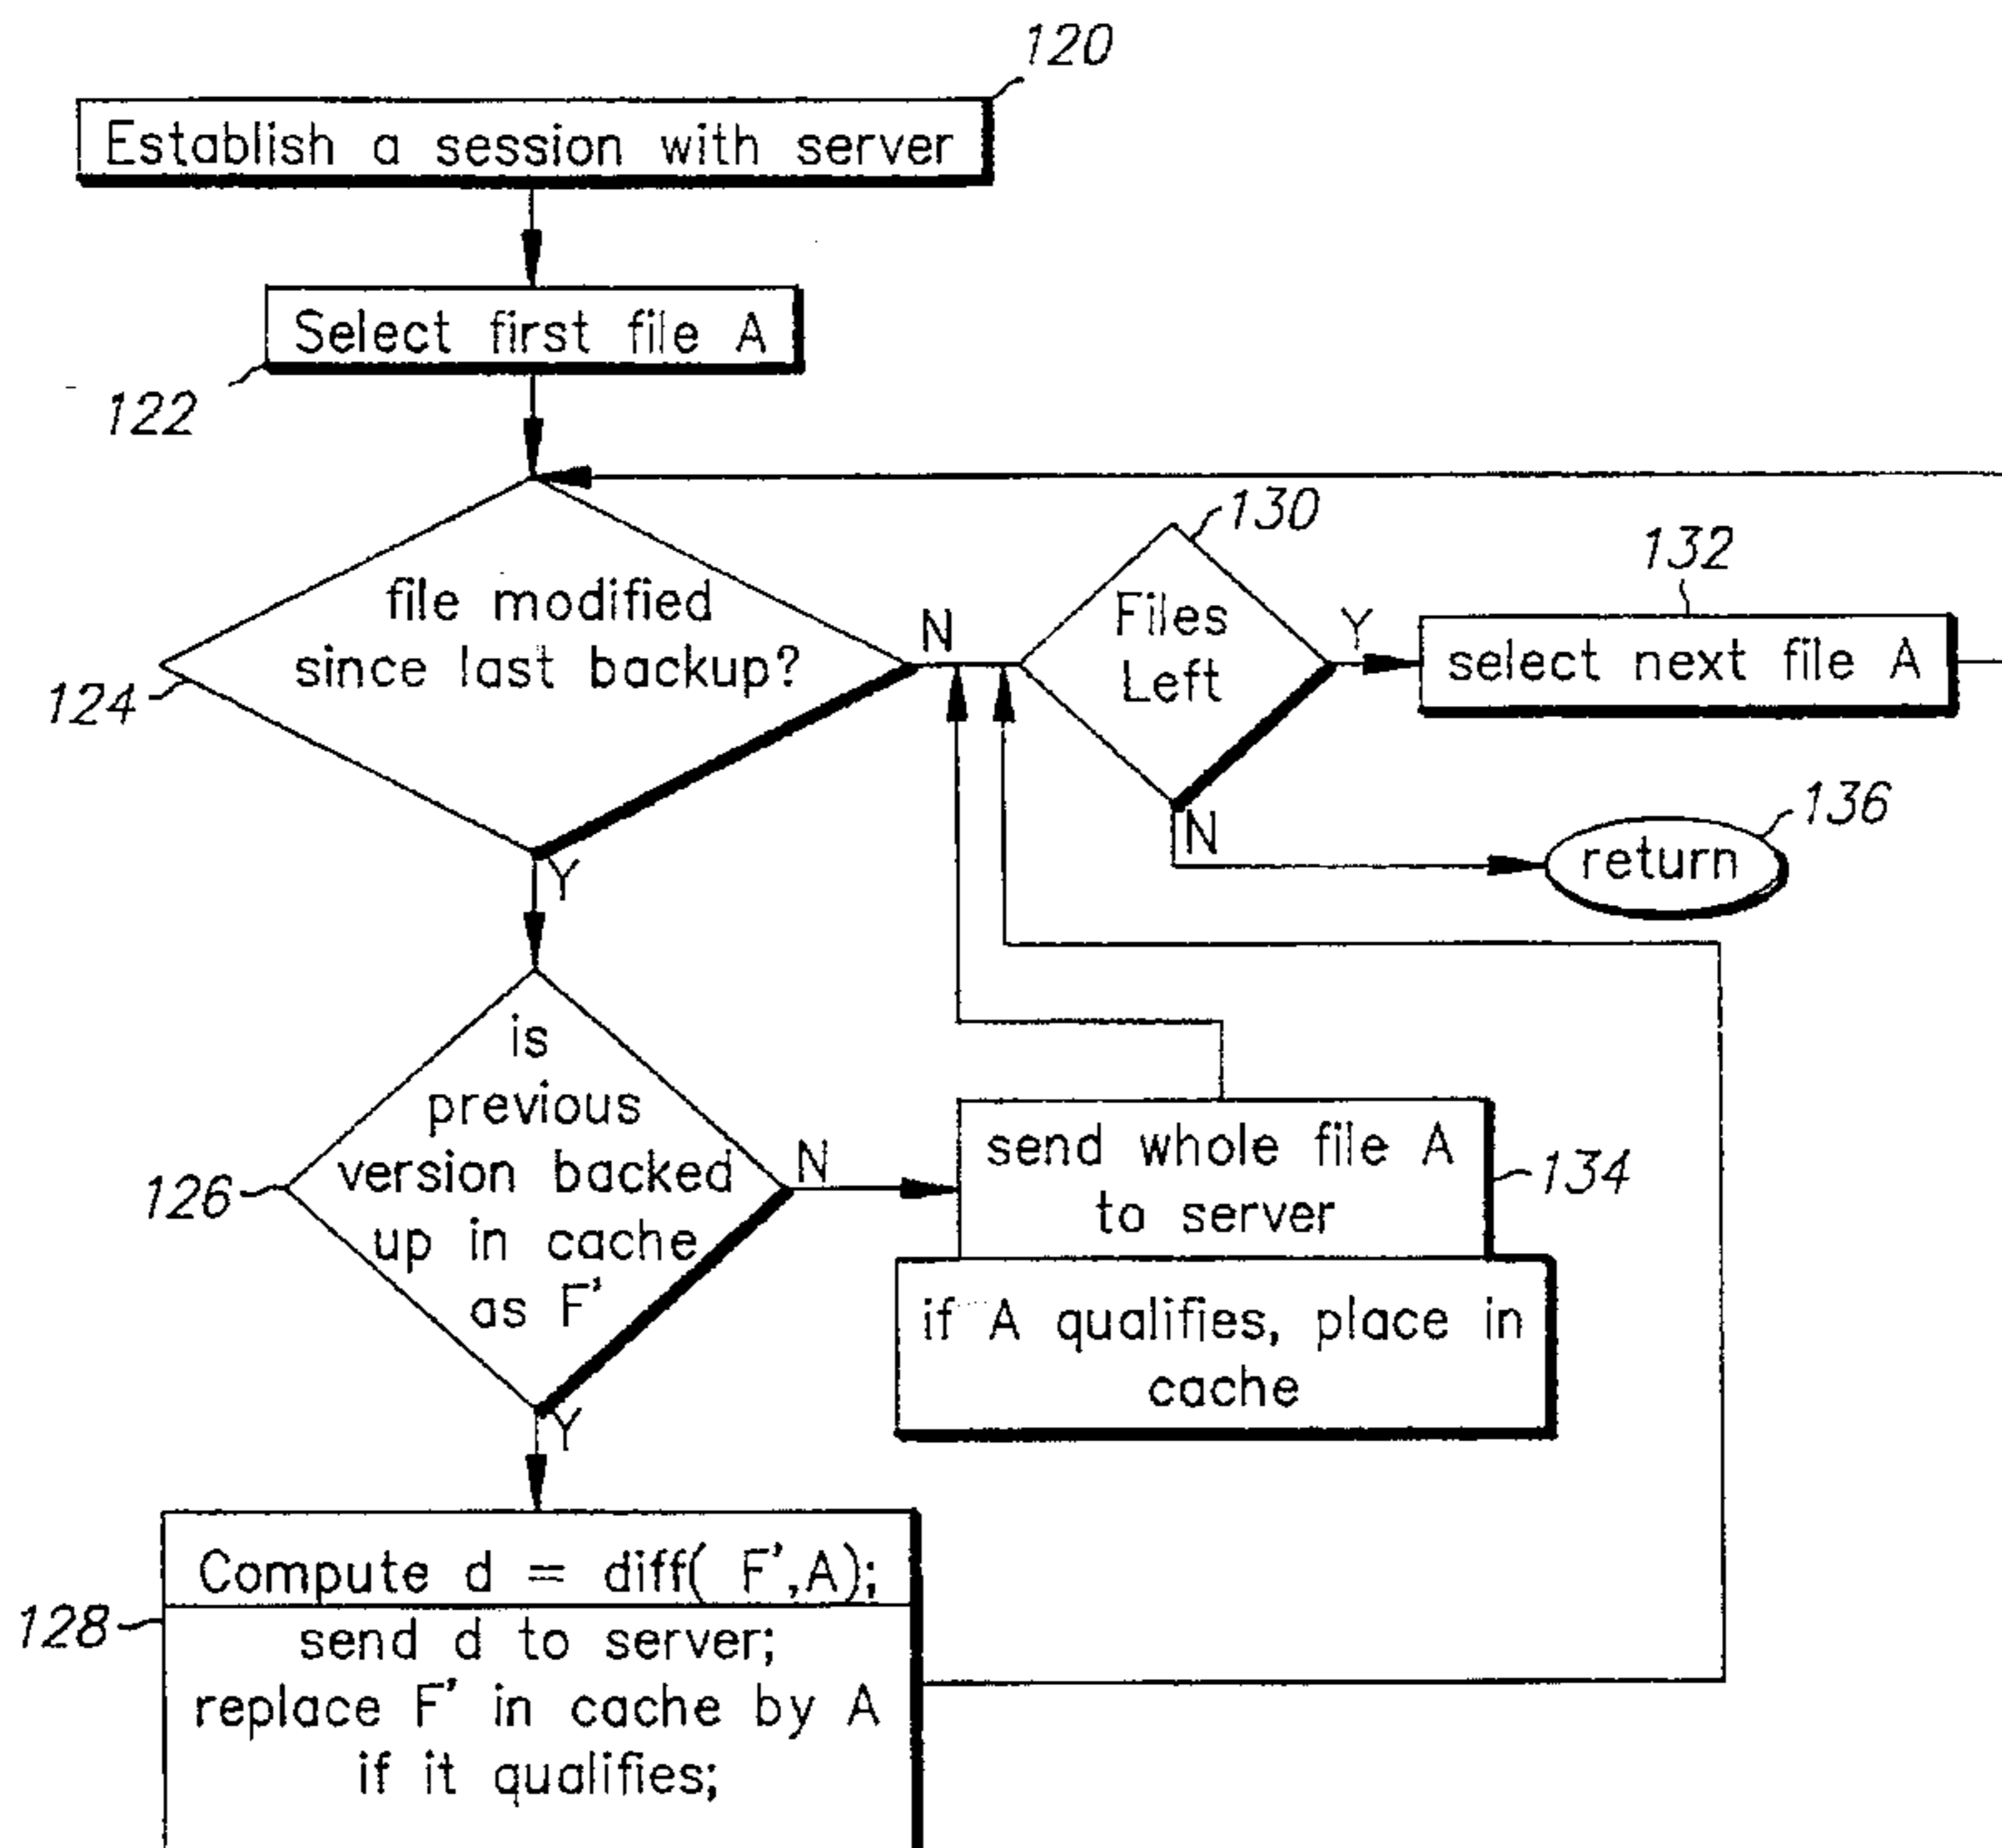 120
Establish a session with server
Select first file A
122
file modified
since last backup?
124
N
Y
130
Files
Left
Y
N
132
select next file A
136
return
is
previous
version backed
up in cache
as F'
126
N
Y
send whole file A
to server
134
if A qualifies, place in
cache
Compute d = diff( F',A);
128
send d to server;
replace F' in cache by A
if it qualifies;